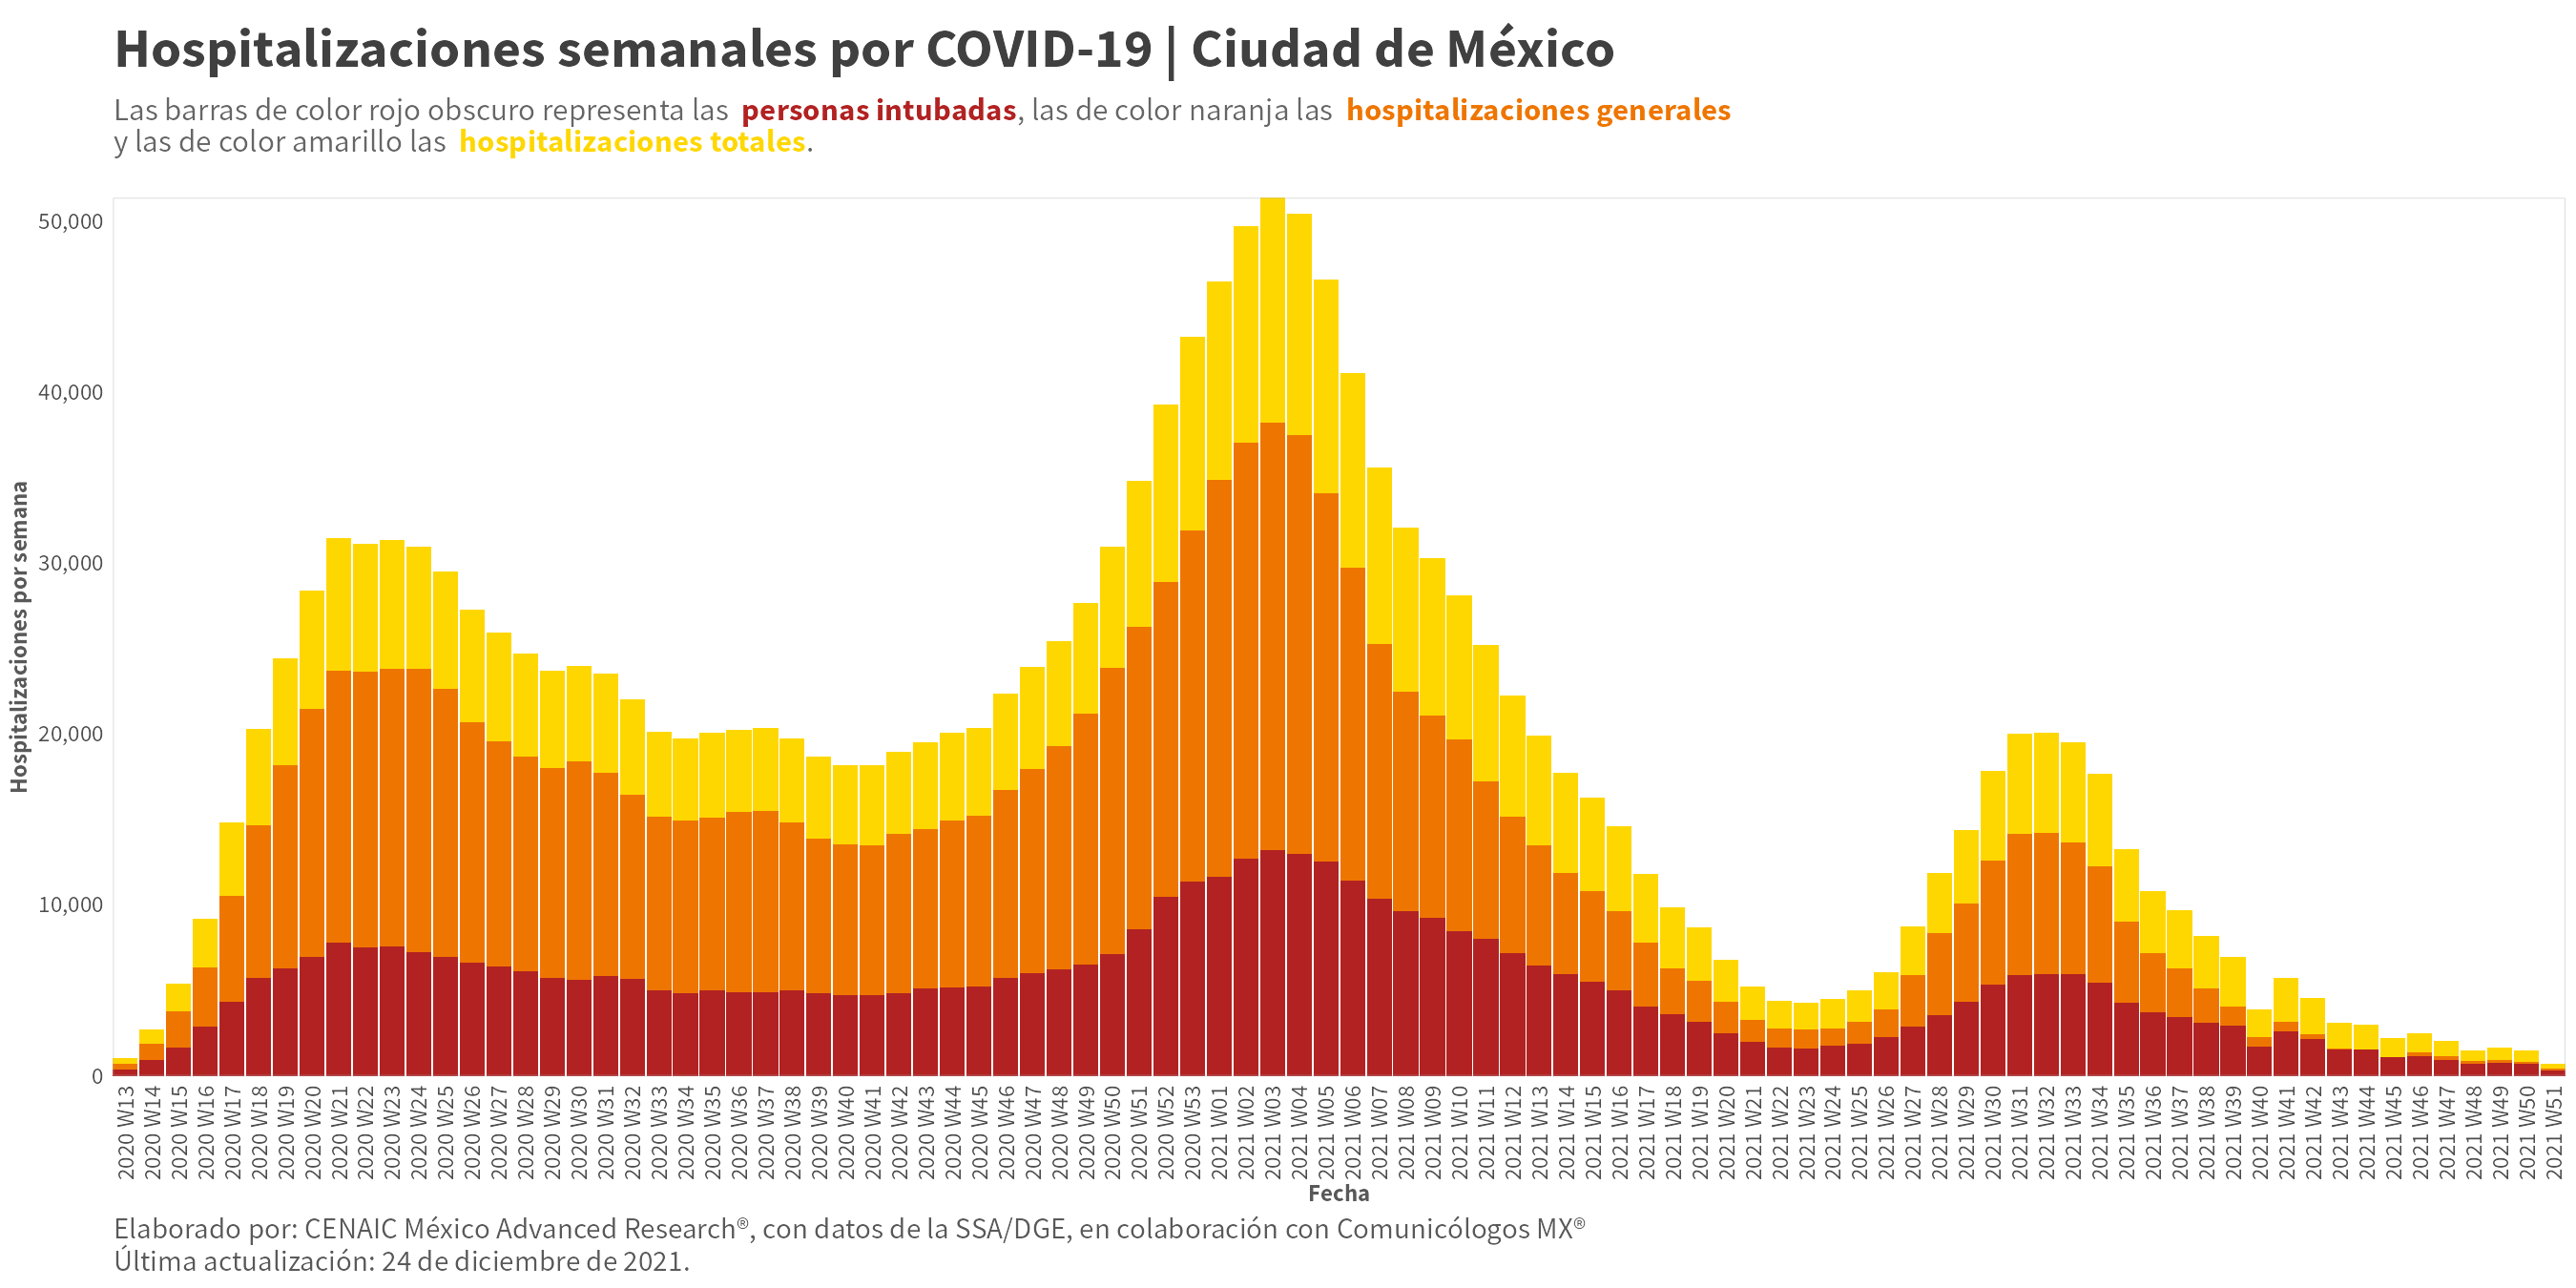 Hospitalizaciones semanales por COVID-19 | Ciudad de México
Las barras de color rojo obscuro representa las personas intubadas, las de color naranja las hospitalizaciones generales
y las de color amarillo las hospitalizaciones totales.
Hospitalizaciones por semana
50,000
40,000
30,000
20,000
10,000
0
2020 W13
2020 W14
2020 W15
2020 W16
2020 W17
2020 W18
2020 W19
2020 W20
2020 W21
2020 W22
2020 W23
2020 W24
2020 W25
2020 W26
2020 W27
2020 W28
2020 W29
2020 W30
2020 W31
2020 W32
2020 W33
2020 W34
2020 W35
2020 W36
2020 W37
2020 W38
2020 W39
2020 W40
2020 W41
2020 W42
2020 W43
2020 W44
2020 W45
2020 W46
2020 W47
2020 W48
2020 W49
2020 W50
2020 W51
2020 W52
2020 W53
2021 W01
2021 W02
2021 W03
2021 W04
2021 W05
2021 W06
2021 W07
2021 W08
2021 W09
2021 W10
2021 W11
2021 W12
2021 W13
2021 W14
2021 W15
2021 W16
2021 W17
2021 W18
2021 W19
2021 W20
2021 W21
2021 W22
2021 W23
2021 W24
2021 W25
2021 W26
2021 W27
2021 W28
2021 W29
2021 W30
2021 W31
2021 W32
2021 W33
2021 W34
2021 W35
2021 W36
2021 W37
2021 W38
2021 W39
2021 W40
2021 W41
2021 W42
2021 W43
2021 W44
2021 W45
2021 W46
2021 W47
2021 W48
2021 W49
2021 W50
2021 W51
Fecha
Elaborado por: CENAIC México Advanced Research®, con datos de la SSA/DGE, en colaboración con Comunicólogos MX®
Última actualización: 24 de diciembre de 2021.